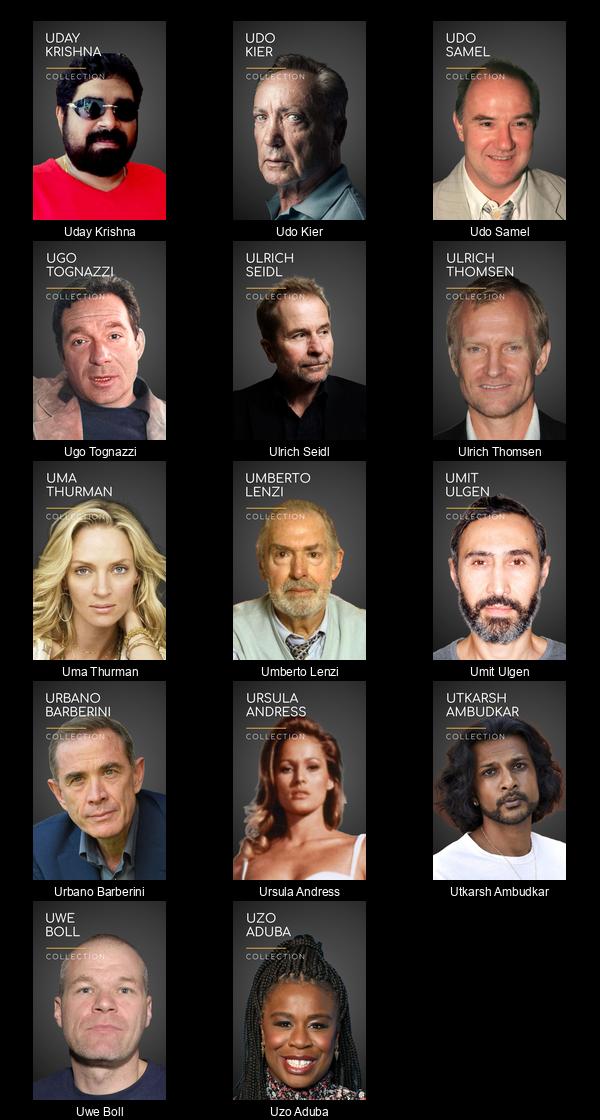 UDAY
KRISHNA
COLLECTION
Uday Krishna
UDO
KIER
COLLECTION
Udo Kier
UDO
SAMEL
COLLECTION
Udo Samel
UGO
TOGNAZZI
COLLECTION
Ugo Tognazzi
ULRICH
SEIDL
COLLECTION
Ulrich Seidl
ULRICH
THOMSEN
COLLECTION
Ulrich Thomsen
UMA
THURMAN
COLLECTION
Uma Thurman
UMBERTO
LENZI
COLLECTION
Umberto Lenzi
UMIT
ULGEN
COLLECTION
Umit Ulgen
URBANO
BARBERINI
COLLECTION
Urbano Barberini
URSULA
ANDRESS
COLLECTION
Ursula Andress
UTKARSH
AMBUDKAR
COLLECTION
Utkarsh Ambudkar
UWE
BOLL
COLLECTION
Uwe Boll
UZO
ADUBA
COLLECTION
Uzo Aduba